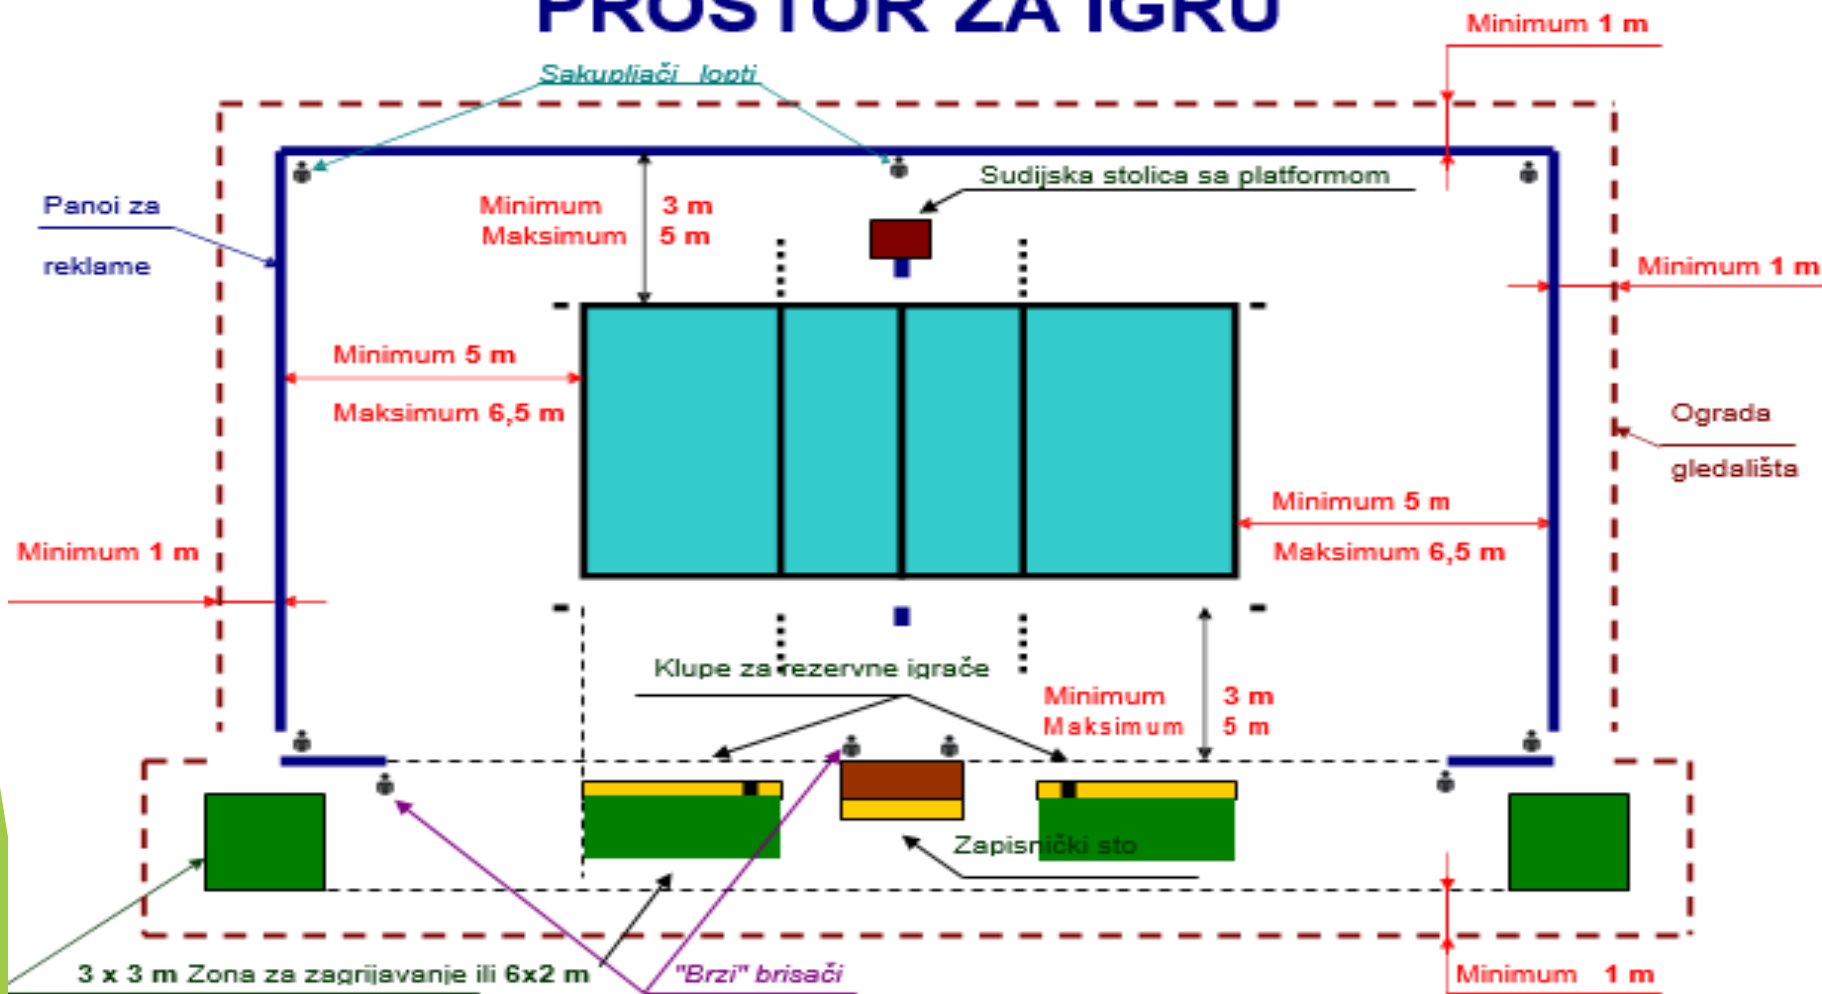 PROSTOR ZA IGRU
Minimum 1 m
Sakupljači lopti
Sudijska stolica sa platformom
Panoi za
reklame
Minimum 3 m
Maksimum 5 m
Minimum 1 m
Minimum 5 m
Maksimum 6,5 m
Ograda
gledališta
Minimum 5 m
Maksimum 6,5 m
Minimum 1 m
Klupe za rezervne igrače
Minimum 3 m
Maksimum 5 m
Zapisnički sto
3 x 3 m Zona za zagrijavanje ili 6x2 m
"Brzi" brisači
Minimum 1 m